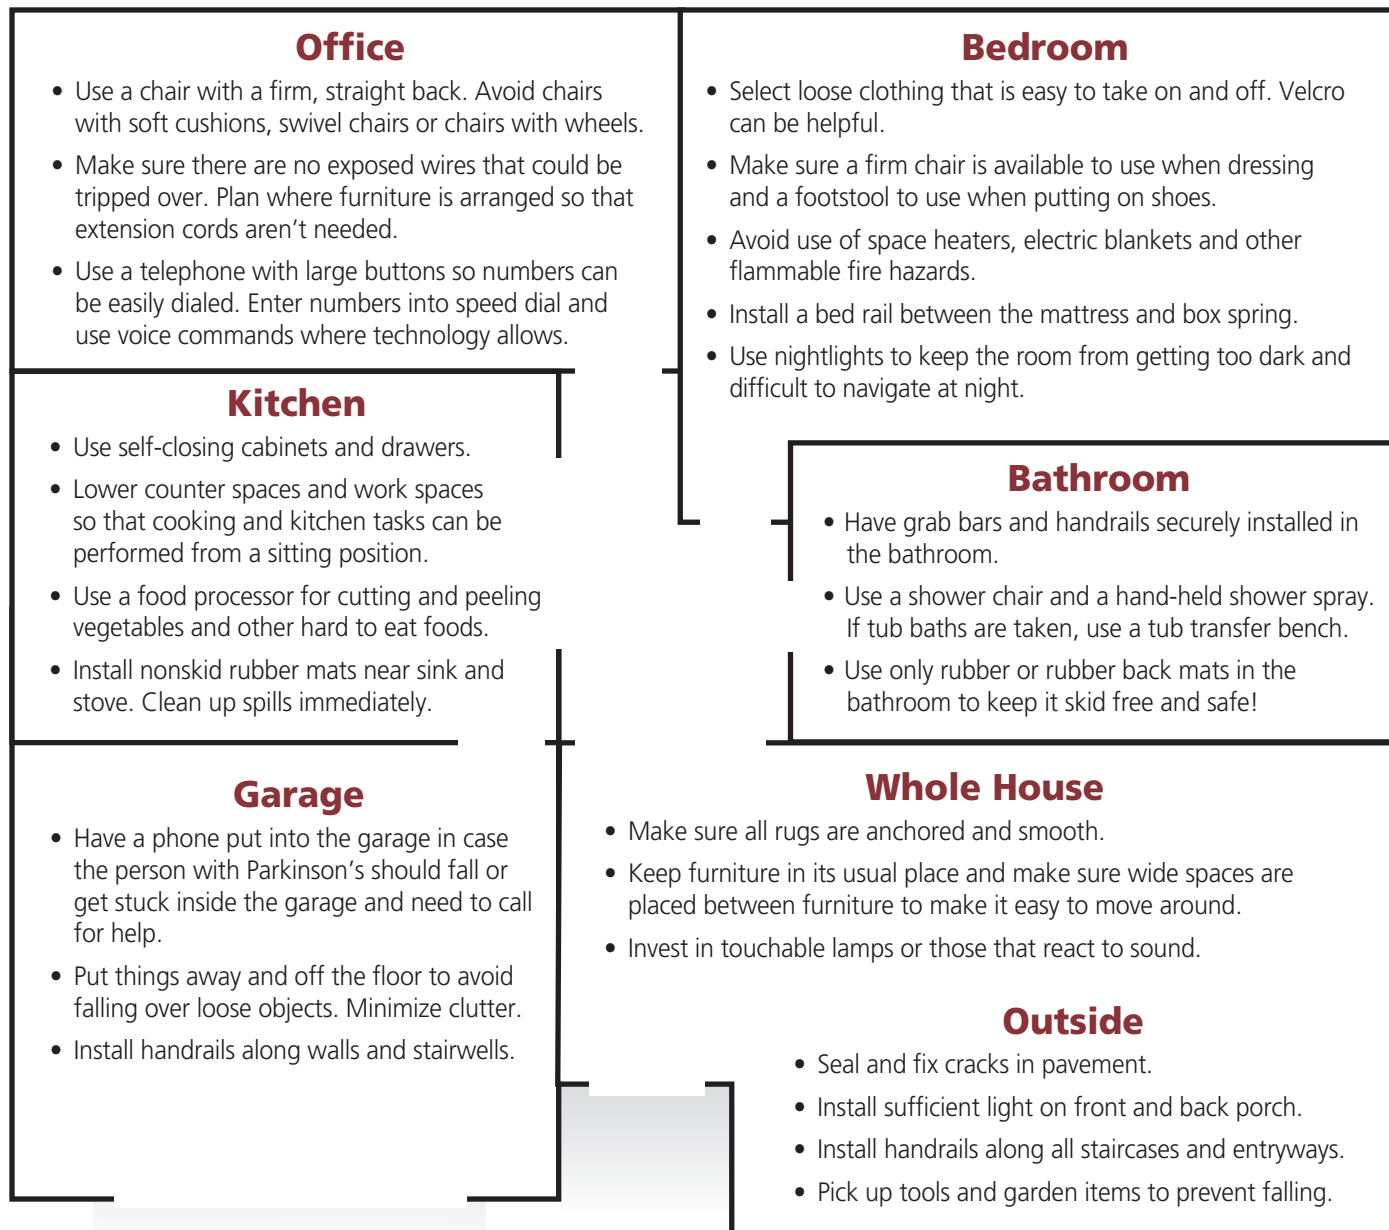 Office
• Use a chair with a firm, straight back. Avoid chairs
with soft cushions, swivel chairs or chairs with wheels.
• Make sure there are no exposed wires that could be
tripped over. Plan where furniture is arranged so that
extension cords aren’t needed.
• Use a telephone with large buttons so numbers can
be easily dialed. Enter numbers into speed dial and
use voice commands where technology allows.
Bedroom
• Select loose clothing that is easy to take on and off. Velcro
can be helpful.
• Make sure a firm chair is available to use when dressing
and a footstool to use when putting on shoes.
• Avoid use of space heaters, electric blankets and other
flammable fire hazards.
• Install a bed rail between the mattress and box spring.
• Use nightlights to keep the room from getting too dark and
difficult to navigate at night.
Kitchen
• Use self-closing cabinets and drawers.
• Lower counter spaces and work spaces
so that cooking and kitchen tasks can be
performed from a sitting position.
• Use a food processor for cutting and peeling
vegetables and other hard to eat foods.
• Install nonskid rubber mats near sink and
stove. Clean up spills immediately.
Bathroom
• Have grab bars and handrails securely installed in
the bathroom.
• Use a shower chair and a hand-held shower spray.
If tub baths are taken, use a tub transfer bench.
• Use only rubber or rubber back mats in the
bathroom to keep it skid free and safe!
Garage
• Have a phone put into the garage in case
the person with Parkinson’s should fall or
get stuck inside the garage and need to call
for help.
• Put things away and off the floor to avoid
falling over loose objects. Minimize clutter.
• Install handrails along walls and stairwells.
Whole House
• Make sure all rugs are anchored and smooth.
• Keep furniture in its usual place and make sure wide spaces are
placed between furniture to make it easy to move around.
• Invest in touchable lamps or those that react to sound.
Outside
• Seal and fix cracks in pavement.
• Install sufficient light on front and back porch.
• Install handrails along all staircases and entryways.
• Pick up tools and garden items to prevent falling.